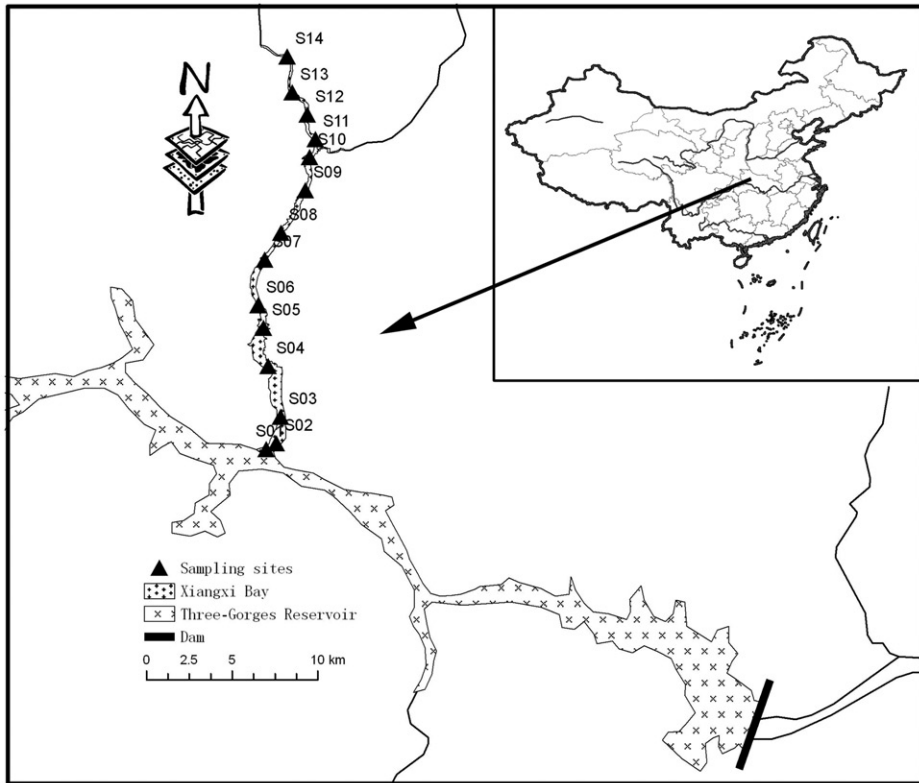 S14
S13
S12
S11
S10
S09
S08
S07
S06
S05
S04
S03
S02
S0
N
Sampling sites
Xiangxi Bay
Three-Gorges Reservoir
Dam
0 2.5 5 10 km